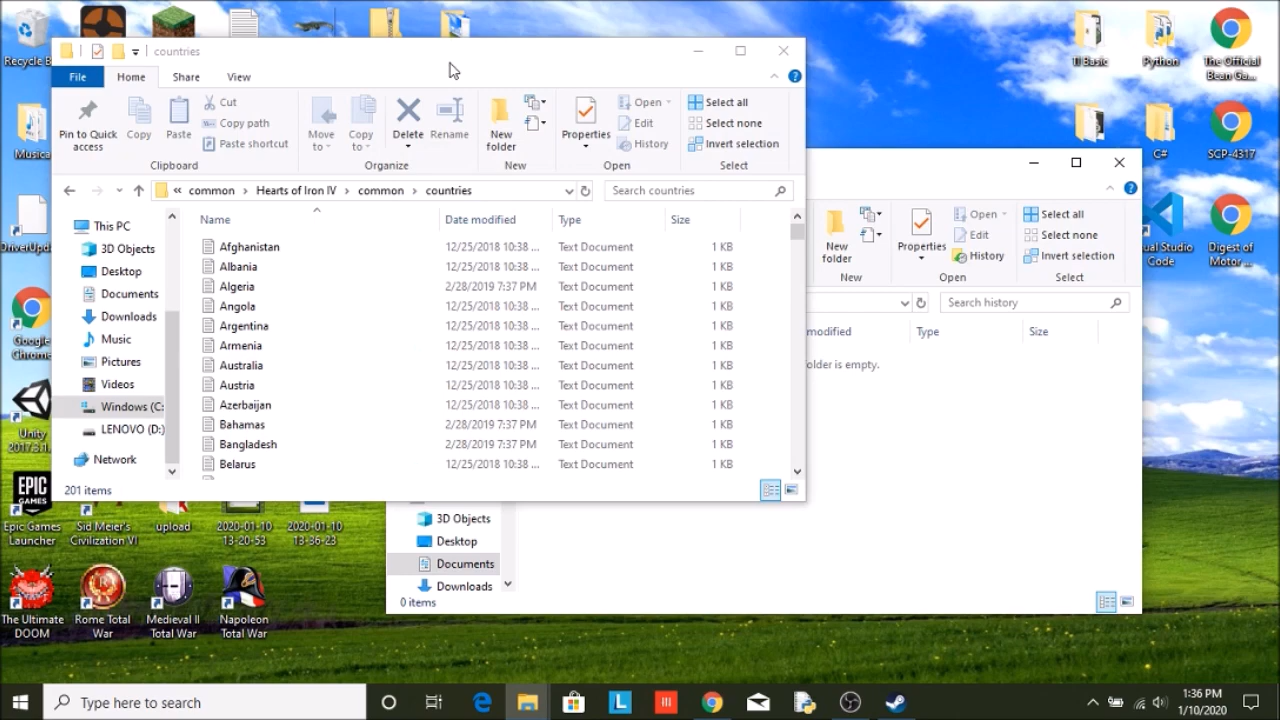 countries
File Home Share View
Pin to Quick access
Copy
Paste
Cut
Copy path
Paste shortcut
Clipboard
Move to
Copy to
Delete
Rename
Organize
New folder
New
Properties
Open
Edit
History
Open
Select all
Select none
Invert selection
Select
« common > Hearts of Iron IV > common > countries
Search countries
Name Date modified Type Size
Afghanistan 12/25/2018 10:38 ... Text Document 1 KB
Albania 12/25/2018 10:38 ... Text Document 1 KB
Algeria 2/28/2019 7:37 PM Text Document 1 KB
Angola 12/25/2018 10:38 ... Text Document 1 KB
Argentina 12/25/2018 10:38 ... Text Document 1 KB
Armenia 12/25/2018 10:38 ... Text Document 1 KB
Australia 12/25/2018 10:38 ... Text Document 1 KB
Austria 12/25/2018 10:38 ... Text Document 1 KB
Azerbaijan 12/25/2018 10:38 ... Text Document 1 KB
Bahamas 2/28/2019 7:37 PM Text Document 1 KB
Bangladesh 2/28/2019 7:37 PM Text Document 1 KB
Belarus 12/25/2018 10:38 ... Text Document 1 KB
This PC
3D Objects
Desktop
Documents
Downloads
Music
Pictures
Videos
Windows (C:
LENOVO (D:)
Network
201 items
New folder
New
Properties
Open
Edit
History
Open
Select all
Select none
Invert selection
Select
Search history
modified Type Size
older is empty.
3D Objects
Desktop
Documents
Downloads
0 items
Recycle B
Musica
DriverUpd
Google Chrome
Unity 2017.3.1.
EPIC GAMES
Epic Games Launcher
Sid Meier's Civilization VI
upload
2020-01-10 13-20-53
2020-01-10 13-36-23
The Ultimate DOOM
Rome Total War
Medieval II Total War
Napoleon Total War
TI Basic
Python
The Official Bean Ga...
C#
SCP-4317
ual Studio Code
Digest of Motor ...
Type here to search
1:36 PM
1/10/2020